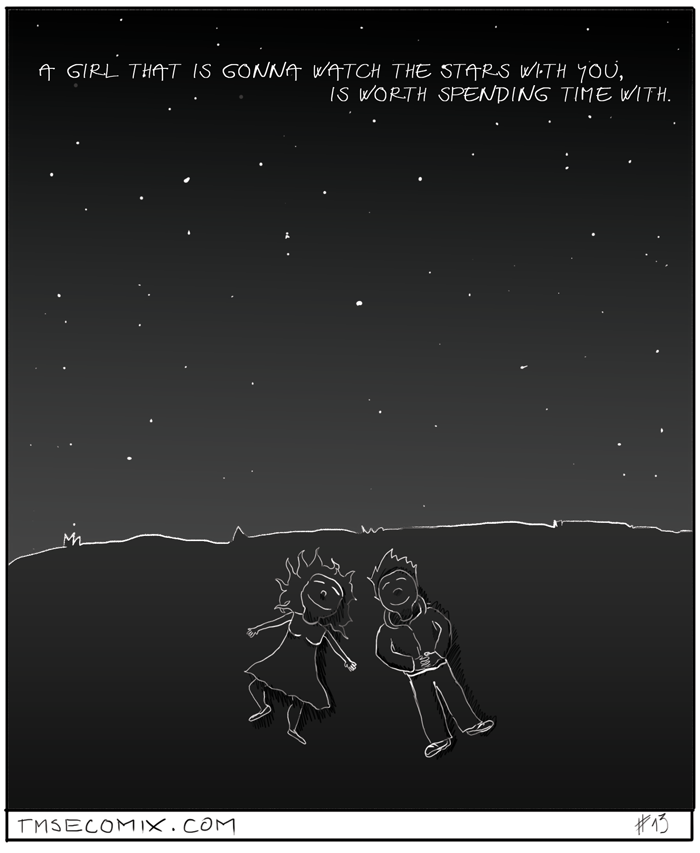 A GIRL THAT IS GONNA WATCH THE STARS WITH YOU,
IS WORTH SPENDING TIME WITH.
TMSECOMIX.COM
#13